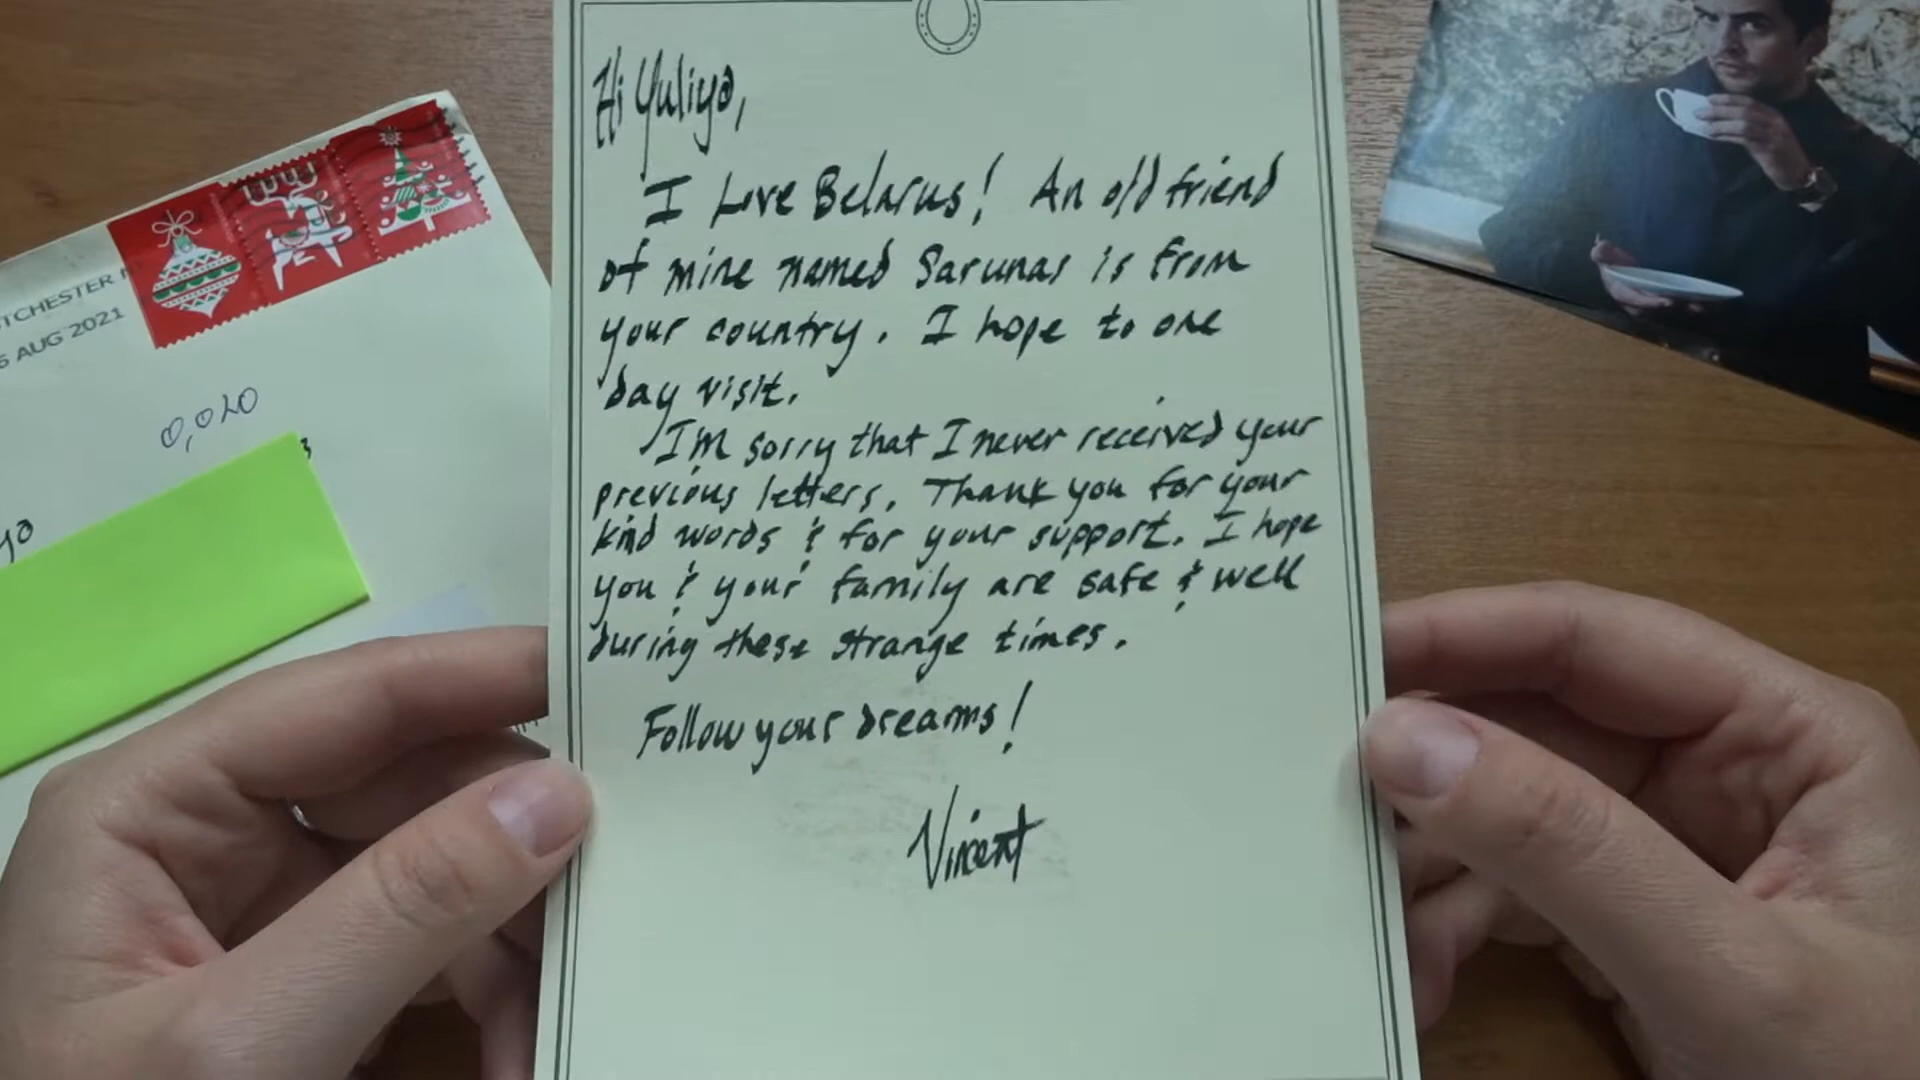 TCHESTER
6 AUG 2021
0,020
yo
Hi Yuliya,
I Love Belarus! An old friend
of mine named Sarunas is from
your country. I hope to one
day visit.
I'm sorry that I never received your
previous letters. Thank you for your
kind words & for your support. I hope
you & your family are safe & well
during these strange times.
Follow your dreams!
Vincent